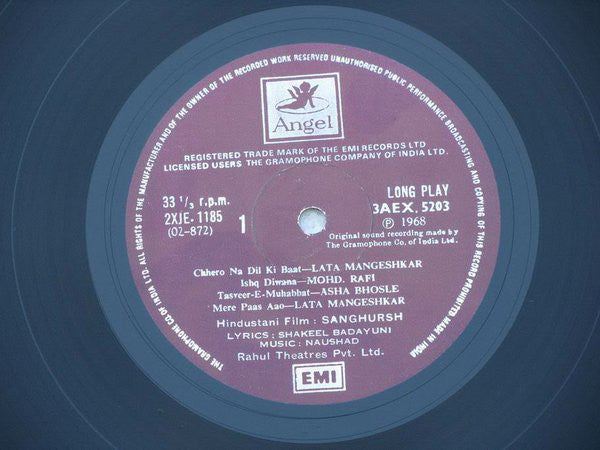 THE GRAMOPHONE CO. OF INDIA LTD. ALL RIGHTS OF THE MANUFACTURER AND OF THE OWNER OF THE RECORDED WORK RESERVED UNAUTHORISED PUBLIC PERFORMANCE BROADCASTING AND COPYING OF THIS RECORD PROHIBITED MADE IN INDIA
Angel
REGISTERED TRADE MARK OF THE EMI RECORDS LTD
LICENSED USERS THE GRAMOPHONE COMPANY OF INDIA LTD.
33 1/3 r.p.m.
2XJE.1185
(02-872)
1
LONG PLAY
3AEX. 5203
℗ 1968
Original sound recording made by
The Gramophone Co. of India Ltd.
Chhero Na Dil Ki Baat—LATA MANGESHKAR
Ishq Diwana—MOHD. RAFI
Tasveer-E-Muhabbat—ASHA BHOSLE
Mere Paas Aao—LATA MANGESHKAR
Hindustani Film : SANGHURSH
LYRICS : SHAKEEL BADAYUNI
MUSIC : NAUSHAD
Rahul Theatres Pvt. Ltd.
EMI